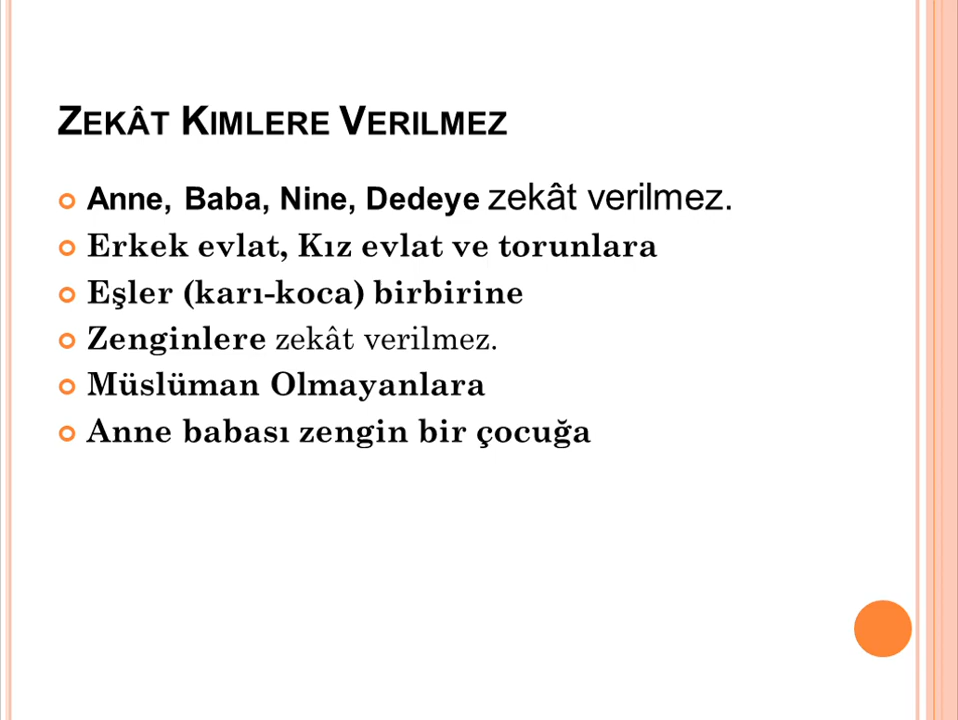 ZEKÂT KIMLERE VERILMEZ
Anne, Baba, Nine, Dedeye zekât verilmez.
Erkek evlat, Kız evlat ve torunlara
Eşler (karı-koca) birbirine
Zenginlere zekât verilmez.
Müslüman Olmayanlara
Anne babası zengin bir çocuğa